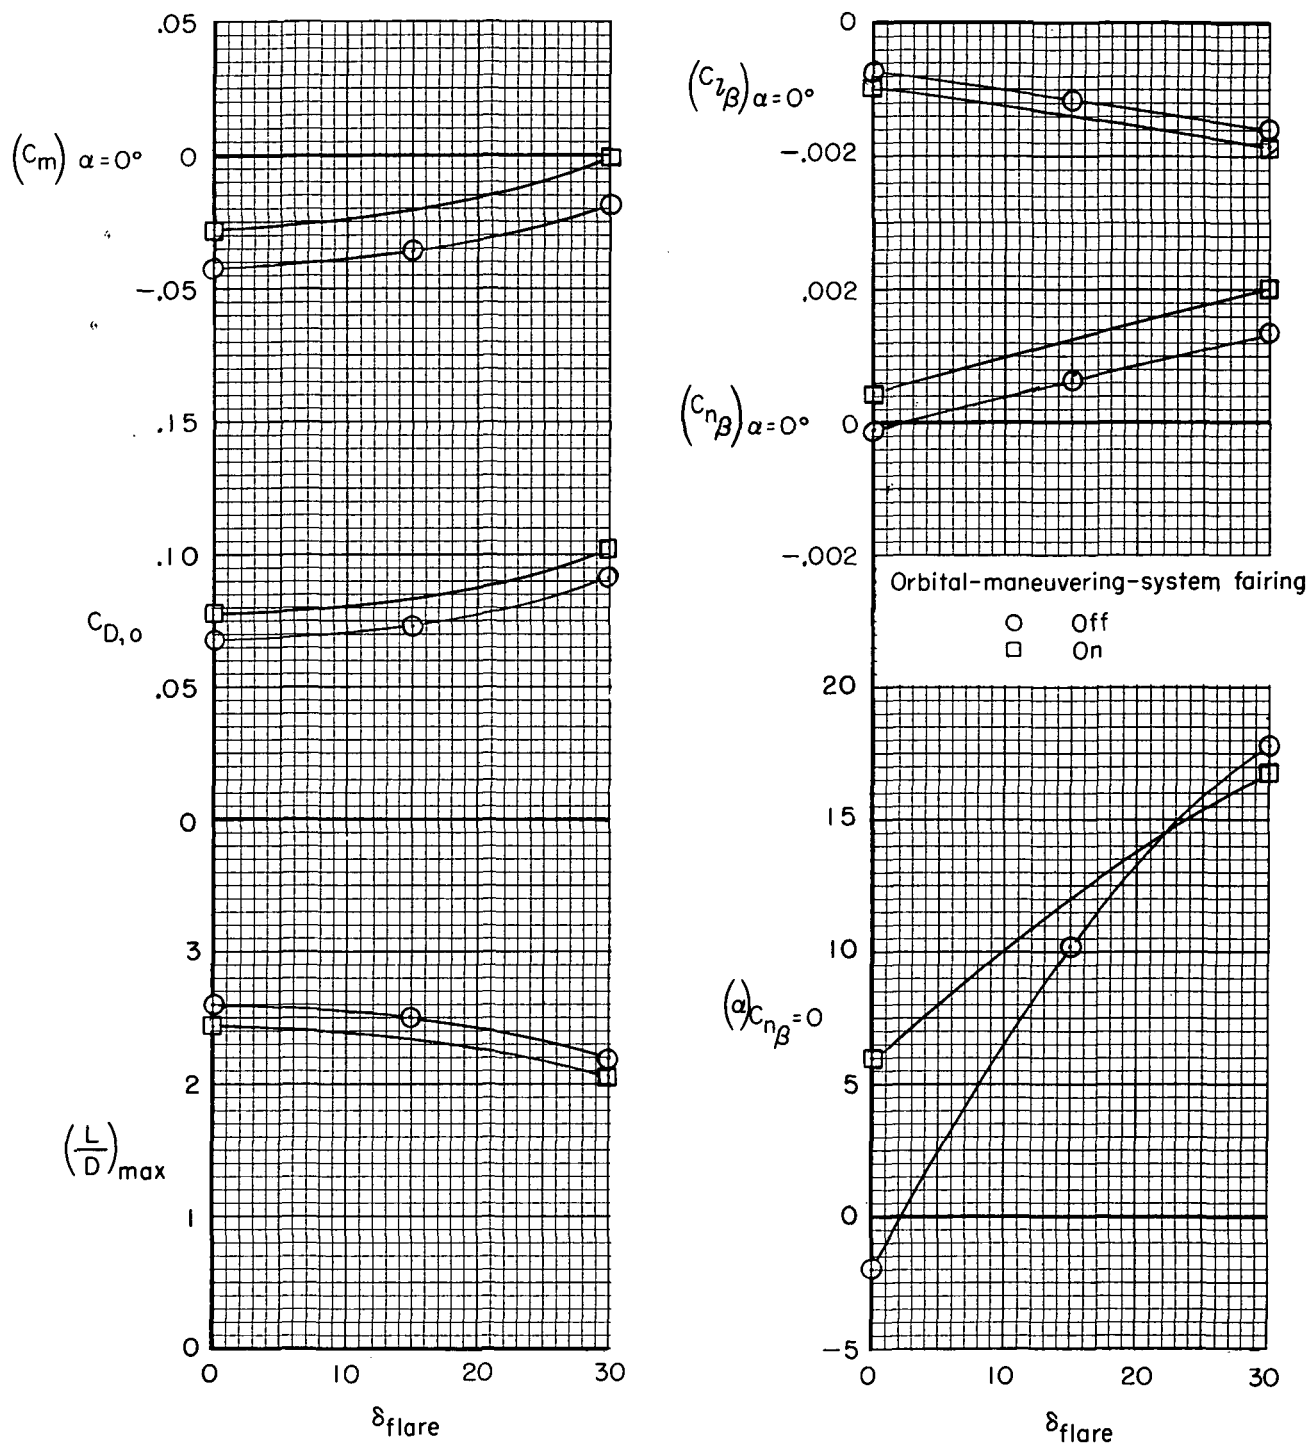 .05
(Cm) α=0°
0
-.05
.15
.10
CD,o
.05
0
3
2
(L/D)max
1
0
0 10 20 30
δflare
0
(Clβ)α=0°
-.002
.002
(Cnβ)α=0°
0
-.002
Orbital-maneuvering-system fairing
Off
On
20
15
10
(α)Cnβ=0
5
0
-5
0 10 20 30
δflare